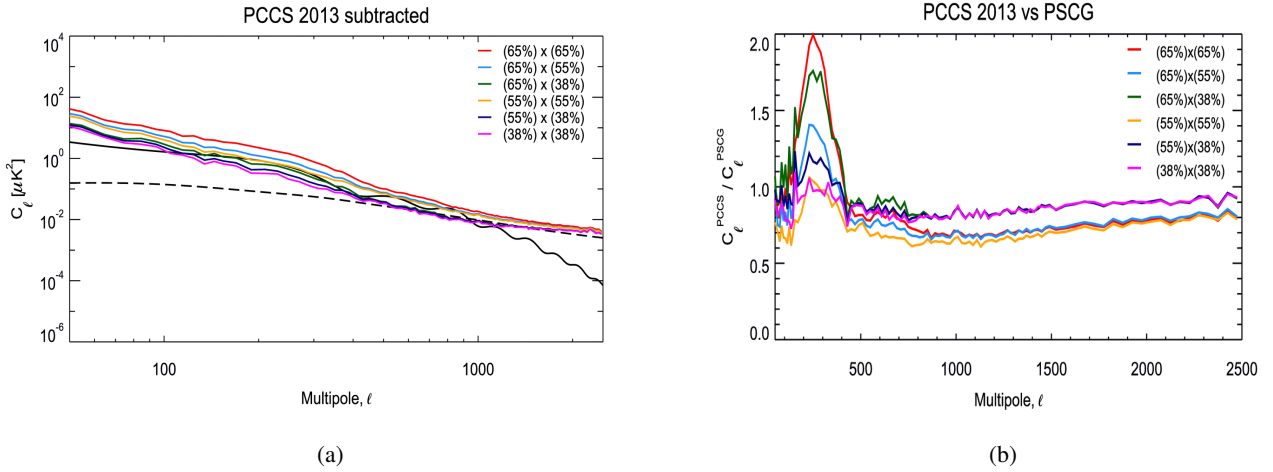 PCCS 2013 subtracted
10^4
10^2
10^0
10^-2
10^-4
10^-6
C_ℓ [μK^2]
100
1000
Multipole, ℓ
(65%) x (65%)
(65%) x (55%)
(65%) x (38%)
(55%) x (55%)
(55%) x (38%)
(38%) x (38%)
(a)
PCCS 2013 vs PSCG
2.0
1.5
1.0
0.5
0.0
C_ℓ^PCCS / C_ℓ^PSCG
500
1000
1500
2000
2500
Multipole, ℓ
(65%)x(65%)
(65%)x(55%)
(65%)x(38%)
(55%)x(55%)
(55%)x(38%)
(38%)x(38%)
(b)